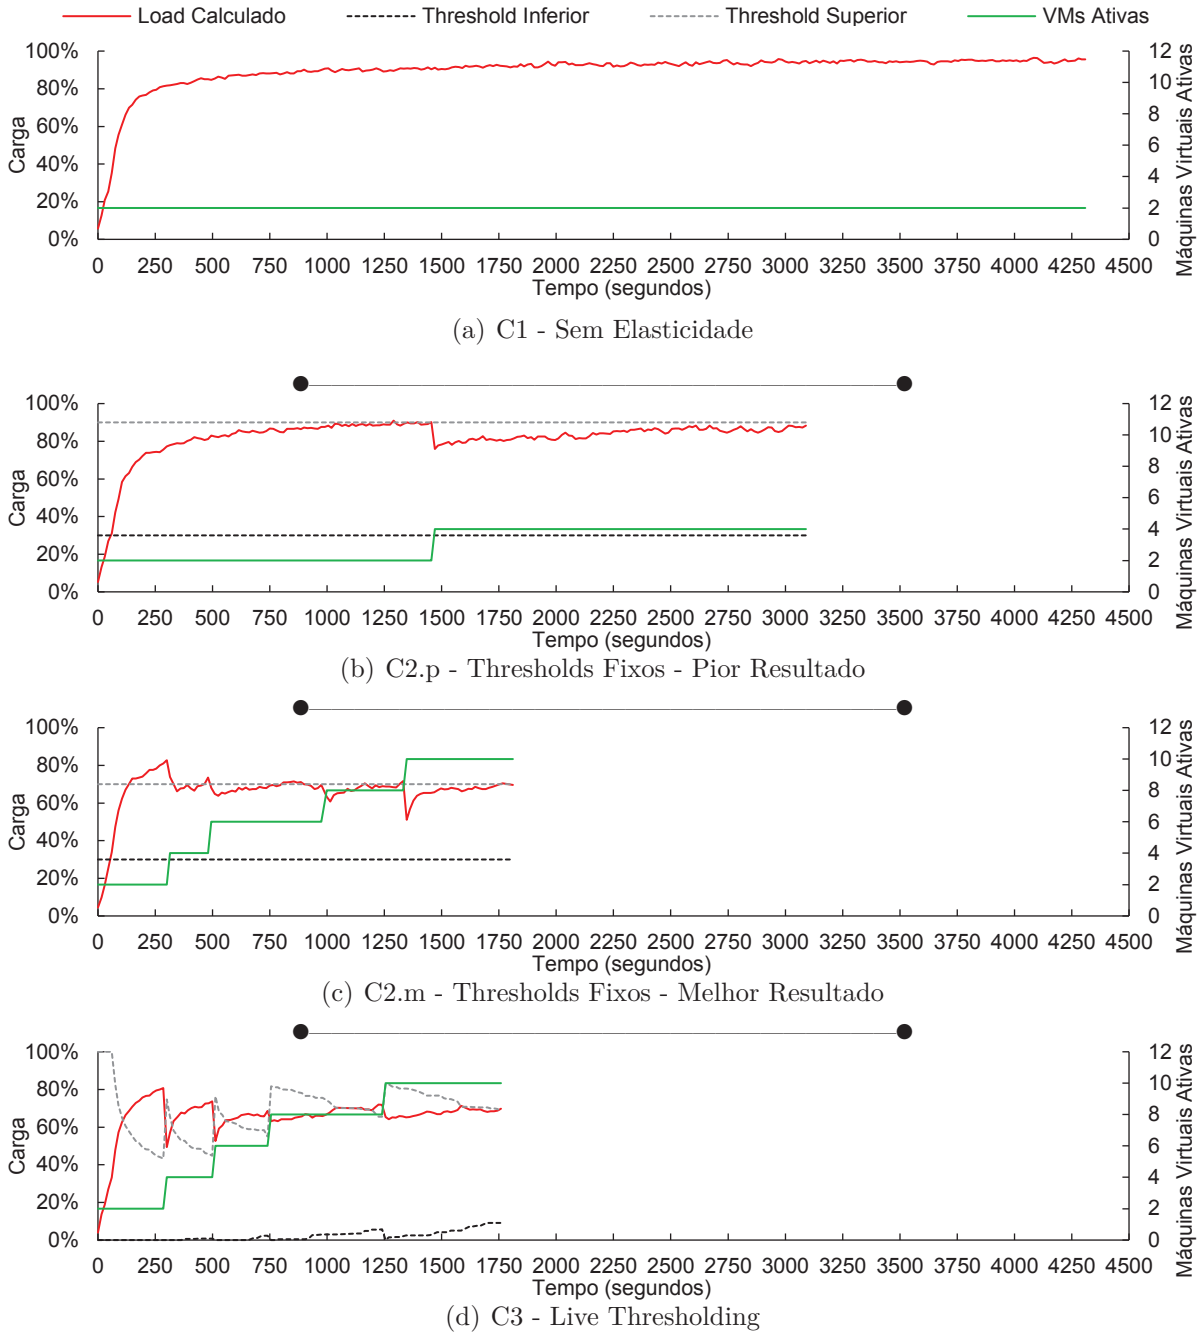 Load Calculado Threshold Inferior Threshold Superior VMs Ativas
100% 12
80% 10
60% 8
40% 6
20% 4
0% 2
0
Carga
Máquinas Virtuais Ativas
0 250 500 750 1000 1250 1500 1750 2000 2250 2500 2750 3000 3250 3500 3750 4000 4250 4500
Tempo (segundos)
(a) C1 - Sem Elasticidade
100% 12
80% 10
60% 8
40% 6
20% 4
0% 2
0
Carga
Máquinas Virtuais Ativas
0 250 500 750 1000 1250 1500 1750 2000 2250 2500 2750 3000 3250 3500 3750 4000 4250 4500
Tempo (segundos)
(b) C2.p - Thresholds Fixos - Pior Resultado
100% 12
80% 10
60% 8
40% 6
20% 4
0% 2
0
Carga
Máquinas Virtuais Ativas
0 250 500 750 1000 1250 1500 1750 2000 2250 2500 2750 3000 3250 3500 3750 4000 4250 4500
Tempo (segundos)
(c) C2.m - Thresholds Fixos - Melhor Resultado
100% 12
80% 10
60% 8
40% 6
20% 4
0% 2
0
Carga
Máquinas Virtuais Ativas
0 250 500 750 1000 1250 1500 1750 2000 2250 2500 2750 3000 3250 3500 3750 4000 4250 4500
Tempo (segundos)
(d) C3 - Live Thresholding